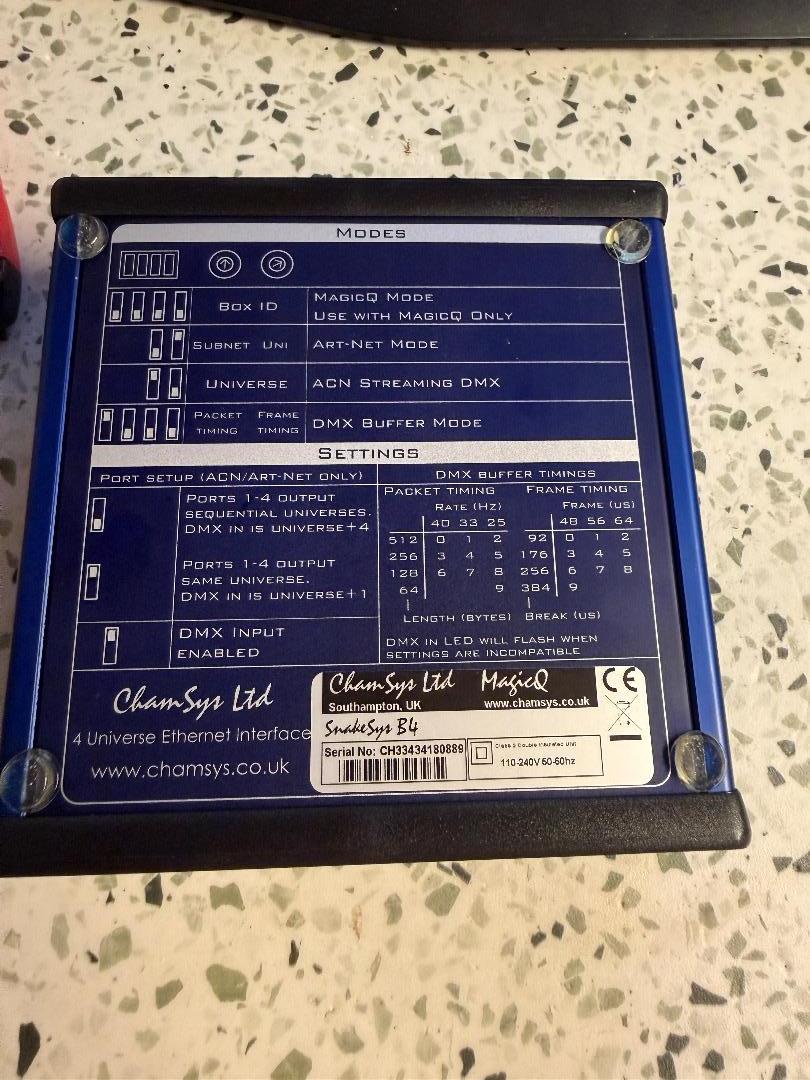 MODES
BOX ID
MAGICQ MODE
USE WITH MAGICQ ONLY
SUBNET UNI
ART-NET MODE
UNIVERSE
ACN STREAMING DMX
PACKET TIMING
FRAME TIMING
DMX BUFFER MODE
SETTINGS
PORT SETUP (ACN/ART-NET ONLY)
PORTS 1-4 OUTPUT
SEQUENTIAL UNIVERSES.
DMX IN IS UNIVERSE+4
PORTS 1-4 OUTPUT
SAME UNIVERSE.
DMX IN IS UNIVERSE+1
DMX INPUT
ENABLED
DMX BUFFER TIMINGS
PACKET TIMING FRAME TIMING
RATE (HZ) FRAME (US)
40 33 25 48 56 64
512 0 1 2 92 0 1 2
256 3 4 5 176 3 4 5
128 6 7 8 256 6 7 8
64 9 384 9
LENGTH (BYTES) BREAK (US)
DMX IN LED WILL FLASH WHEN
SETTINGS ARE INCOMPATIBLE
ChamSys Ltd
4 Universe Ethernet Interface
www.chamsys.co.uk
ChamSys Ltd MagicQ
Southampton, UK www.chamsys.co.uk
CE
SnakeSys B4
Serial No: CH33434180889
Class 2 Double Insulated Unit
110-240V 50-60hz